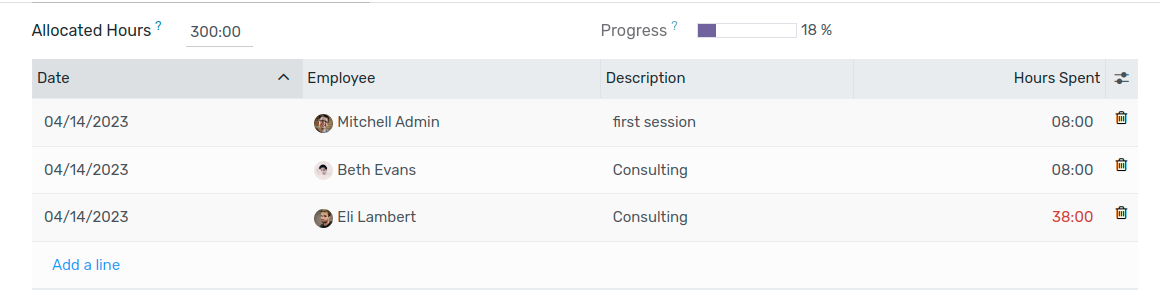 Allocated Hours ? 300:00 Progress ? 18 %
Date Employee Description Hours Spent
04/14/2023 Mitchell Admin first session 08:00
04/14/2023 Beth Evans Consulting 08:00
04/14/2023 Eli Lambert Consulting 38:00
Add a line